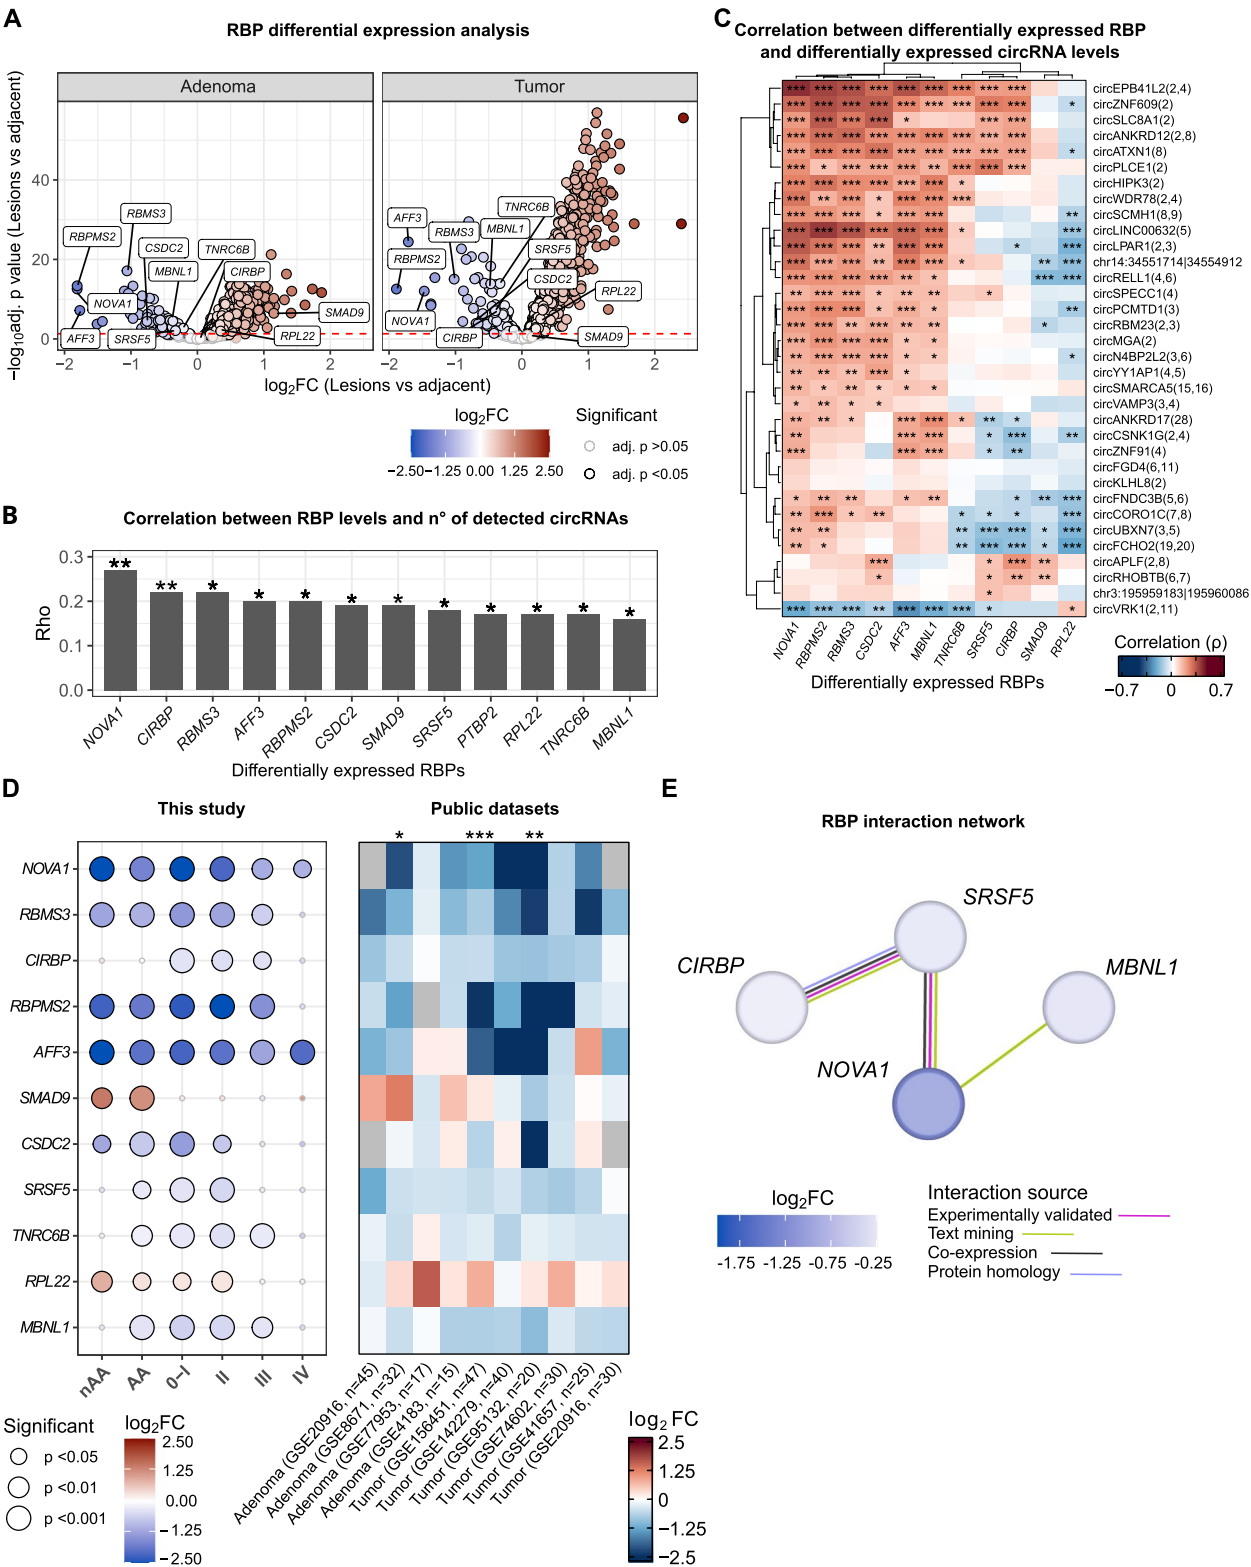 A
RBP differential expression analysis
Adenoma
Tumor
−log10adj. p value (Lesions vs adjacent)
40
20
0
RBMS3
RBPMS2
CSDC2
TNRC6B
MBNL1
CIRBP
NOVA1
SMAD9
AFF3
SRSF5
RPL22
TNRC6B
AFF3
RBMS3
MBNL1
SRSF5
RBPMS2
CSDC2
RPL22
NOVA1
CIRBP
SMAD9
−2 −1 0 1 2
−2 −1 0 1 2
log2FC (Lesions vs adjacent)
log2FC
−2.50 −1.25 0.00 1.25 2.50
Significant
adj. p >0.05
adj. p <0.05
B
Correlation between RBP levels and n° of detected circRNAs
Rho
0.3
0.2
0.1
0.0
** ** * * * * * * * * * *
NOVA1
CIRBP
RBMS3
AFF3
RBPMS2
CSDC2
SMAD9
SRSF5
PTBP2
RPL22
TNRC6B
MBNL1
Differentially expressed RBPs
C
Correlation between differentially expressed RBP
and differentially expressed circRNA levels
*** *** *** *** *** *** *** *** *** circEPB41L2(2,4)
*** *** *** *** *** *** *** *** *** * circZNF609(2)
*** *** *** *** * *** *** circSLC8A1(2)
*** *** *** *** *** *** *** *** *** circANKRD12(2,8)
*** *** *** *** *** *** *** *** *** * circATXN1(8)
*** * *** *** *** ** *** *** *** circPLCE1(2)
*** *** *** *** *** *** * circHIPK3(2)
*** ** *** * *** *** *** circWDR78(2,4)
*** *** *** * *** *** ** circSCMH1(8,9)
*** *** *** *** *** *** * *** circLINC00632(5)
*** *** *** ** *** *** * *** circLPAR1(2,3)
*** *** *** *** *** *** * ** *** chr14:34551714|34554912
*** *** *** *** ** * *** *** circRELL1(4,6)
** ** *** ** ** ** * circSPECC1(4)
** *** *** * *** * ** circPCMTD1(3)
*** *** ** *** ** ** * circRBM23(2,3)
*** *** *** *** ** * circMGA(2)
*** *** *** *** * * * circN4BP2L2(3,6)
** ** ** *** * circYY1AP1(4,5)
** * ** * * * circSMARCA5(15,16)
* ** * * circVAMP3(3,4)
** ** * *** *** * ** * circANKRD17(28)
** *** *** * *** ** circCSNK1G(2,4)
*** *** *** * ** circZNF91(4)
circFGD4(6,11)
circKLHL8(2)
* ** ** * ** * ** *** circFNDC3B(5,6)
** *** * ** * * * *** circCORO1C(7,8)
** ** ** *** *** * *** circUBXN7(3,5)
** * ** *** *** * *** circFCHO2(19,20)
*** * *** ** circAPLF(2,8)
* * ** ** circRHOBTB(6,7)
* chr3:195959183|195960086
*** *** *** ** *** *** *** * * circVRK1(2,11)
NOVA1
RBPMS2
RBMS3
CSDC2
AFF3
MBNL1
TNRC6B
SRSF5
CIRBP
SMAD9
RPL22
Differentially expressed RBPs
Correlation (ρ)
−0.7 0 0.7
D
This study
Public datasets
* *** **
NOVA1
RBMS3
CIRBP
RBPMS2
AFF3
SMAD9
CSDC2
SRSF5
TNRC6B
RPL22
MBNL1
nAA
AA
0−I
II
III
IV
Adenoma (GSE20916, n=45)
Adenoma (GSE8671, n=32)
Adenoma (GSE77953, n=17)
Adenoma (GSE4183, n=15)
Tumor (GSE156451, n=47)
Tumor (GSE142279, n=40)
Tumor (GSE95132, n=20)
Tumor (GSE74602, n=30)
Tumor (GSE41657, n=25)
Tumor (GSE20916, n=30)
Significant
p <0.05
p <0.01
p <0.001
log2FC
2.50
1.25
0.00
−1.25
−2.50
log2 FC
2.5
1.25
0
−1.25
−2.5
E
RBP interaction network
SRSF5
CIRBP
MBNL1
NOVA1
log2FC
-1.75 -1.25 -0.75 -0.25
Interaction source
Experimentally validated
Text mining
Co-expression
Protein homology